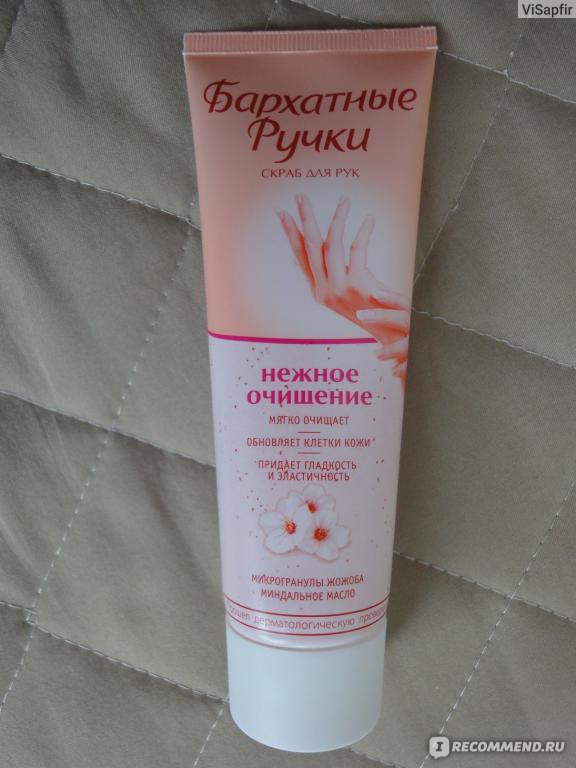 ViSapfir
Бархатные
Ручки
СКРАБ ДЛЯ РУК
НЕЖНОЕ
ОЧИЩЕНИЕ
МЯГКО ОЧИЩАЕТ
ОБНОВЛЯЕТ КЛЕТКИ КОЖИ*
ПРИДАЕТ ГЛАДКОСТЬ
И ЭЛАСТИЧНОСТЬ
МИКРОГРАНУЛЫ ЖОЖОБА
МИНДАЛЬНОЕ МАСЛО
дерматологическую
IRECOMMEND.RU